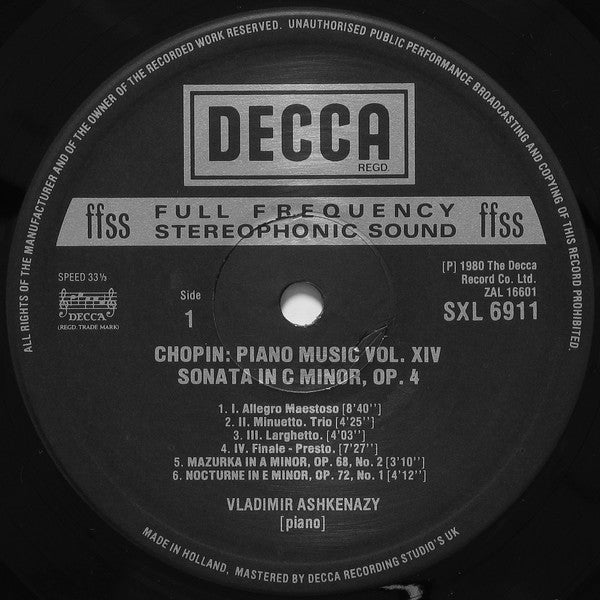 ALL RIGHTS OF THE MANUFACTURER AND OF THE OWNER OF THE RECORDED WORK RESERVED. UNAUTHORISED PUBLIC PERFORMANCE BROADCASTING AND COPYING OF THIS RECORD PROHIBITED.
DECCA
REGD.
ffss FULL FREQUENCY STEREOPHONIC SOUND ffss
SPEED 33⅓
DECCA
(REGD. TRADE MARK)
Side
1
[P] 1980 The Decca
Record Co. Ltd.
ZAL 16601
SXL 6911
CHOPIN: PIANO MUSIC VOL. XIV
SONATA IN C MINOR, OP. 4
1. I. Allegro Maestoso [8'40'']
2. II. Minuetto. Trio [4'25'']
3. III. Larghetto. [4'03'']
4. IV. Finale - Presto. [7'27'']
5. MAZURKA IN A MINOR, OP. 68, No. 2 [3'10'']
6. NOCTURNE IN E MINOR, OP. 72, No. 1 [4'12'']
VLADIMIR ASHKENAZY
[piano]
MADE IN HOLLAND, MASTERED BY DECCA RECORDING STUDIO'S UK